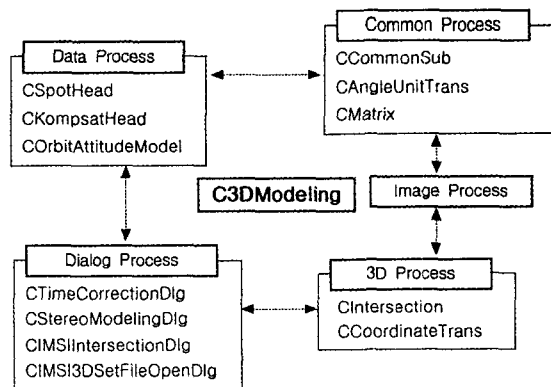 Common Process
CCommonSub
CAngleUnitTrans
CMatrix
Data Process
CSpotHead
CKompsatHead
COrbitAttitudeModel
C3DModeling
Image Process
Dialog Process
CTimeCorrectionDlg
CStereoModelingDlg
CIMSIIntersectionDlg
CIMSI3DSetFileOpenDlg
3D Process
CIntersection
CCoordinateTrans